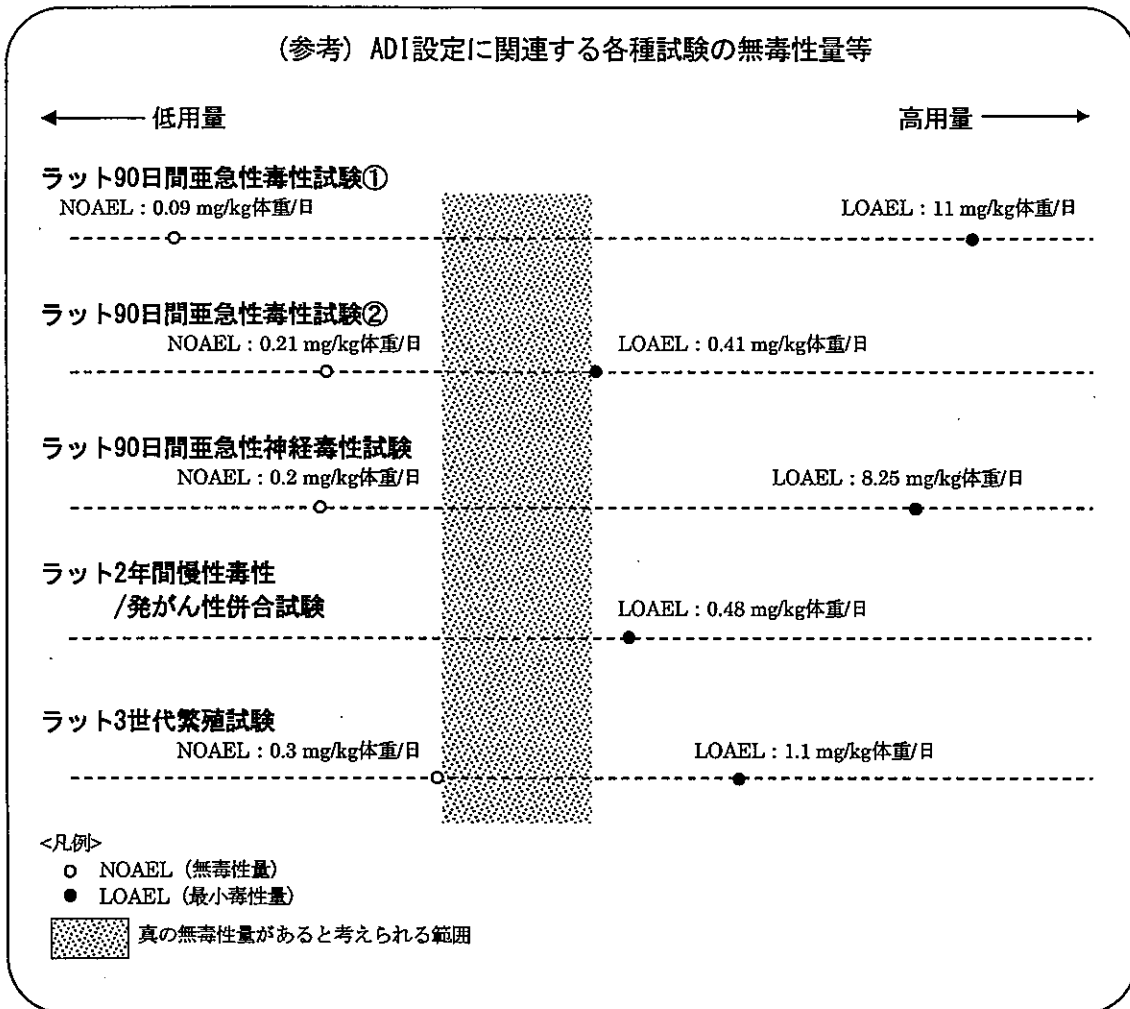 (参考) ADI設定に関連する各種試験の無毒性量等
低用量
高用量
ラット90日間亜急性毒性試験①
NOAEL：0.09 mg/kg体重/日
LOAEL：11 mg/kg体重/日
ラット90日間亜急性毒性試験②
NOAEL：0.21 mg/kg体重/日
LOAEL：0.41 mg/kg体重/日
ラット90日間亜急性神経毒性試験
NOAEL：0.2 mg/kg体重/日
LOAEL：8.25 mg/kg体重/日
ラット2年間慢性毒性
/発がん性併合試験
LOAEL：0.48 mg/kg体重/日
ラット3世代繁殖試験
NOAEL：0.3 mg/kg体重/日
LOAEL：1.1 mg/kg体重/日
<凡例>
○ NOAEL（無毒性量）
● LOAEL（最小毒性量）
真の無毒性量があると考えられる範囲